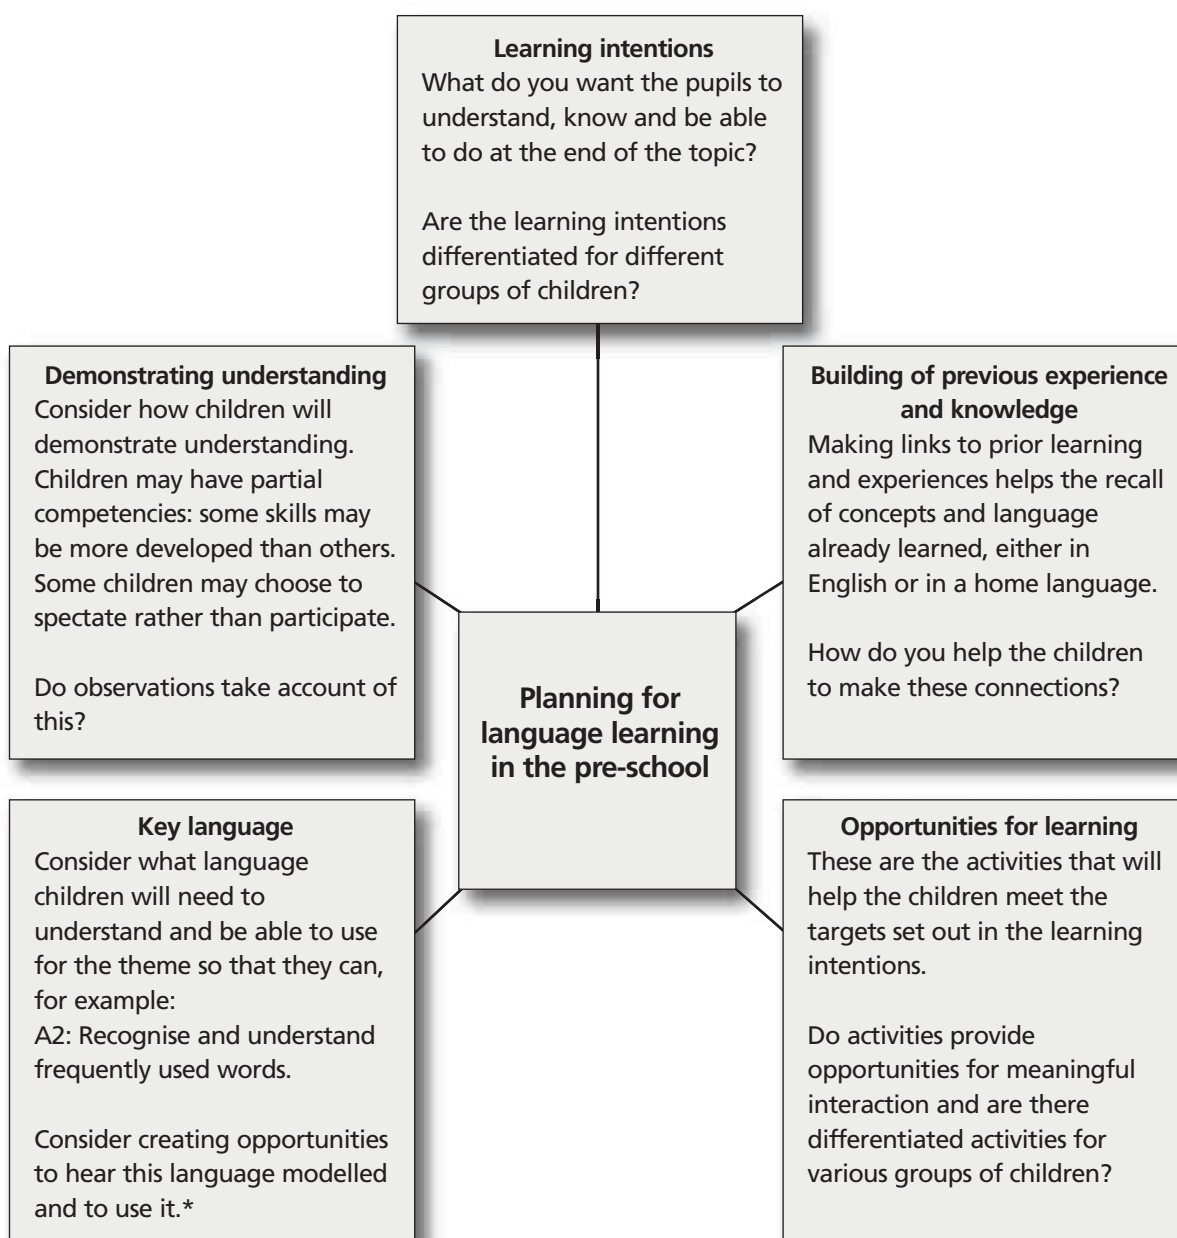 Learning intentions
What do you want the pupils to
understand, know and be able
to do at the end of the topic?
Are the learning intentions
differentiated for different
groups of children?
Demonstrating understanding
Consider how children will
demonstrate understanding.
Children may have partial
competencies: some skills may
be more developed than others.
Some children may choose to
spectate rather than participate.
Do observations take account of
this?
Building of previous experience
and knowledge
Making links to prior learning
and experiences helps the recall
of concepts and language
already learned, either in
English or in a home language.
How do you help the children
to make these connections?
Planning for
language learning
in the pre-school
Key language
Consider what language
children will need to
understand and be able to use
for the theme so that they can,
for example:
A2: Recognise and understand
frequently used words.
Consider creating opportunities
to hear this language modelled
and to use it.*
Opportunities for learning
These are the activities that will
help the children meet the
targets set out in the learning
intentions.
Do activities provide
opportunities for meaningful
interaction and are there
differentiated activities for
various groups of children?